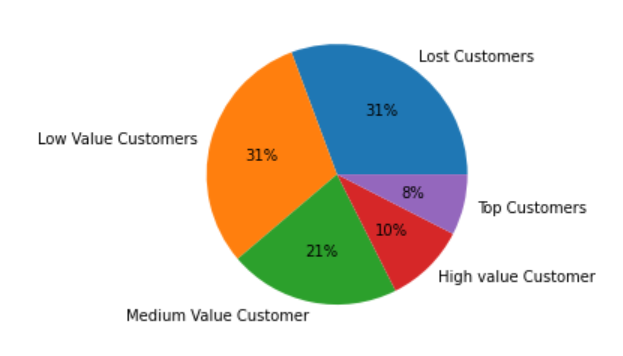 Lost Customers
31%
Low Value Customers
31%
8%
Top Customers
10%
21%
High value Customer
Medium Value Customer